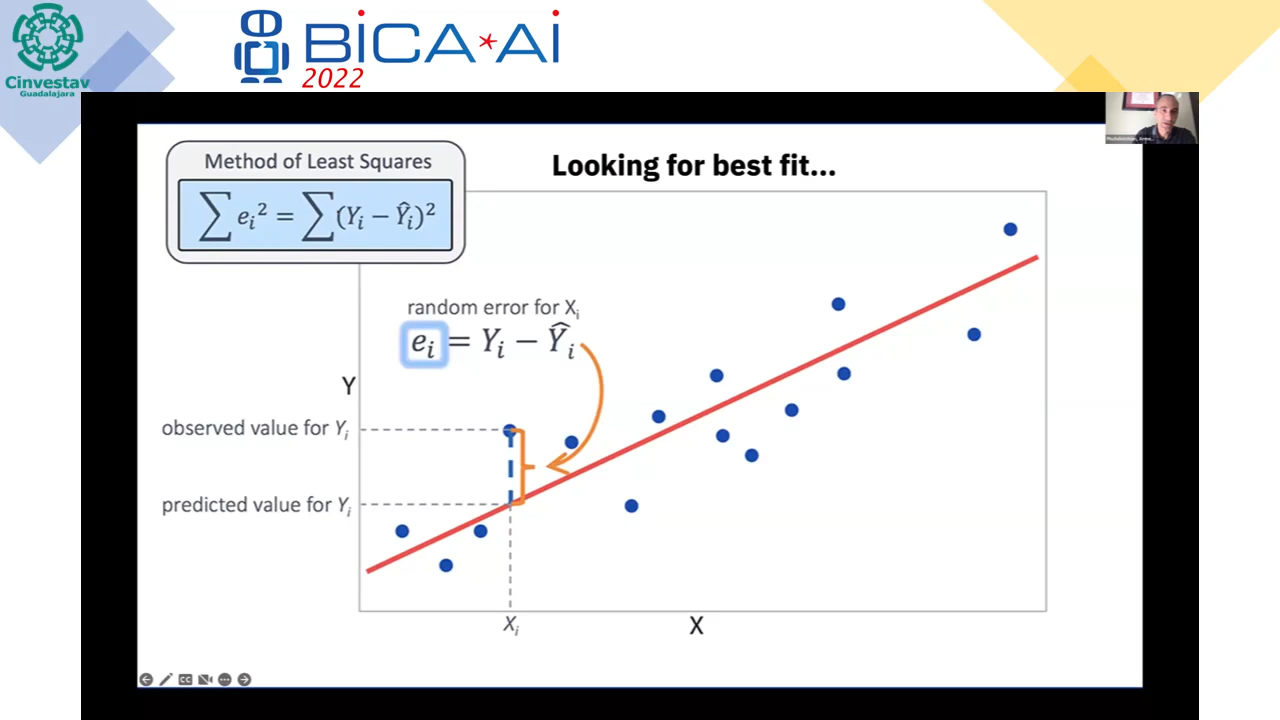 Cinvestav
Guadalajara
BiCA*Ai
2022
Method of Least Squares
∑ eᵢ² = ∑(Yᵢ − Ŷᵢ)²
Looking for best fit...
random error for Xᵢ
eᵢ = Yᵢ − Ŷᵢ
Y
observed value for Yᵢ
predicted value for Yᵢ
Xᵢ
X
CC